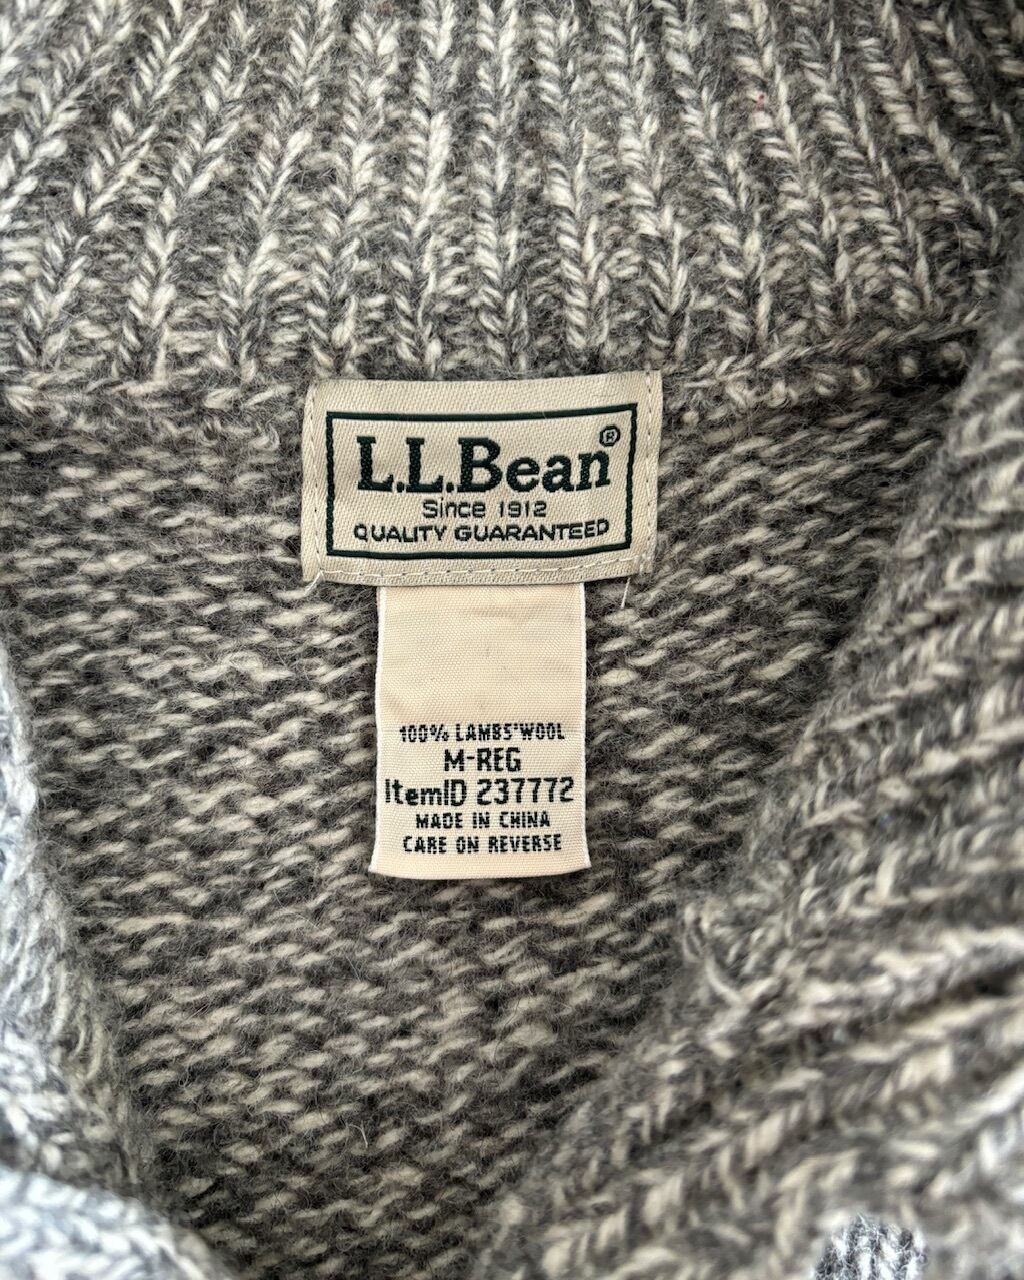 L.L.Bean®
Since 1912
QUALITY GUARANTEED
100% LAMBS'WOOL
M-REG
ItemID 237772
MADE IN CHINA
CARE ON REVERSE